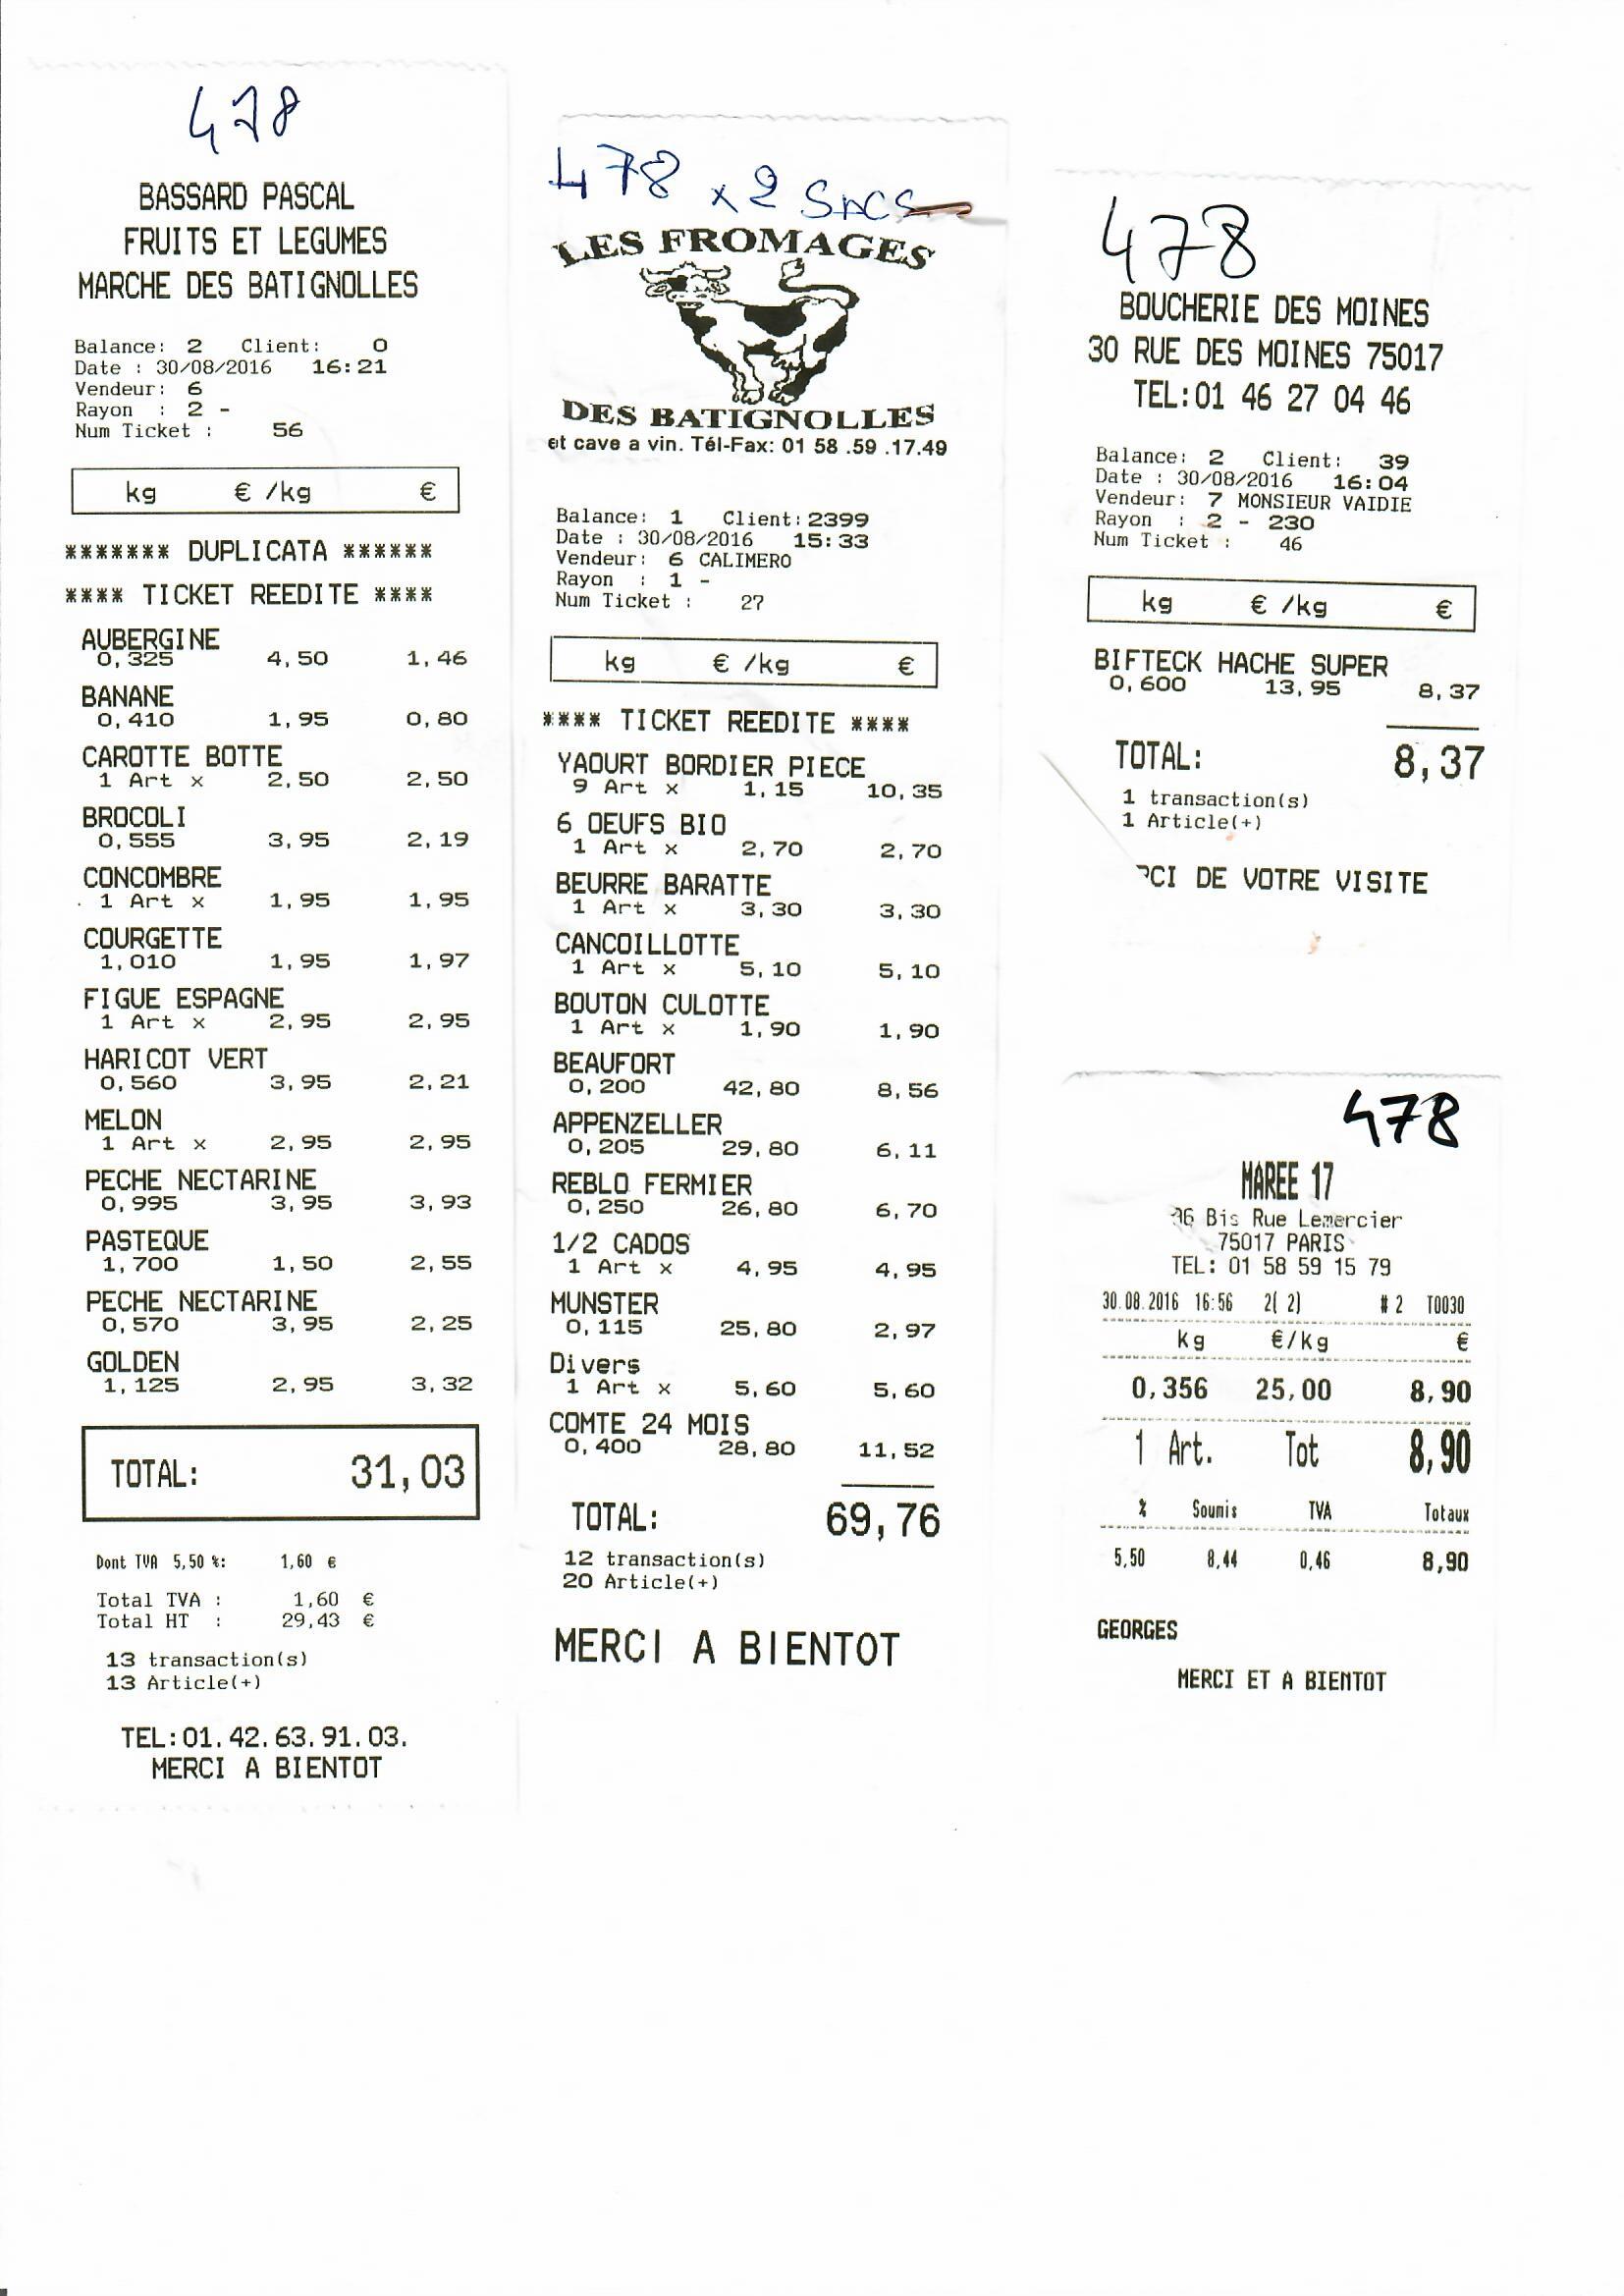 478
BASSARD PASCAL
FRUITS ET LEGUMES
MARCHE DES BATIGNOLLES
Balance: 2 Client: 0
Date : 30/08/2016 16:21
Vendeur: 6
Rayon : 2 -
Num Ticket : 56
kg € /kg €
******* DUPLICATA ******
**** TICKET REEDITE ****
AUBERGINE
0,325 4,50 1,46
BANANE
0,410 1,95 0,80
CAROTTE BOTTE
1 Art x 2,50 2,50
BROCOLI
0,555 3,95 2,19
CONCOMBRE
1 Art x 1,95 1,95
COURGETTE
1,010 1,95 1,97
FIGUE ESPAGNE
1 Art x 2,95 2,95
HARICOT VERT
0,560 3,95 2,21
MELON
1 Art x 2,95 2,95
PECHE NECTARINE
0,995 3,95 3,93
PASTEQUE
1,700 1,50 2,55
PECHE NECTARINE
0,570 3,95 2,25
GOLDEN
1,125 2,95 3,32
TOTAL: 31,03
Dont TVA 5,50 %: 1,60 €
Total TVA : 1,60 €
Total HT : 29,43 €
13 transaction(s)
13 Article(+)
TEL:01.42.63.91.03.
MERCI A BIENTOT
478 x 2 SACS
LES FROMAGES
DES BATIGNOLLES
et cave a vin. Tél-Fax: 01 58 .59 .17.49
Balance: 1 Client:2399
Date : 30/08/2016 15:33
Vendeur: 6 CALIMERO
Rayon : 1 -
Num Ticket : 27
kg € /kg €
**** TICKET REEDITE ****
YAOURT BORDIER PIECE
9 Art x 1,15 10,35
6 OEUFS BIO
1 Art x 2,70 2,70
BEURRE BARATTE
1 Art x 3,30 3,30
CANCOILLOTTE
1 Art x 5,10 5,10
BOUTON CULOTTE
1 Art x 1,90 1,90
BEAUFORT
0,200 42,80 8,56
APPENZELLER
0,205 29,80 6,11
REBLO FERMIER
0,250 26,80 6,70
1/2 CADOS
1 Art x 4,95 4,95
MUNSTER
0,115 25,80 2,97
Divers
1 Art x 5,60 5,60
COMTE 24 MOIS
0,400 28,80 11,52
TOTAL: 69,76
12 transaction(s)
20 Article(+)
MERCI A BIENTOT
478
BOUCHERIE DES MOINES
30 RUE DES MOINES 75017
TEL:01 46 27 04 46
Balance: 2 Client: 39
Date : 30/08/2016 16:04
Vendeur: 7 MONSIEUR VAIDIE
Rayon : 2 - 230
Num Ticket : 46
kg € /kg €
BIFTECK HACHE SUPER
0,600 13,95 8,37
TOTAL: 8,37
1 transaction(s)
1 Article(+)
RCI DE VOTRE VISITE
478
MAREE 17
Bis Rue Lemercier
75017 PARIS
TEL: 01 58 59 15 79
30.08.2016 16:56 2( 2) #2 T0030
kg €/kg €
0,356 25,00 8,90
1 Art. Tot 8,90
% Soumis TVA Totaux
5,50 8,44 0,46 8,90
GEORGES
MERCI ET A BIENTOT